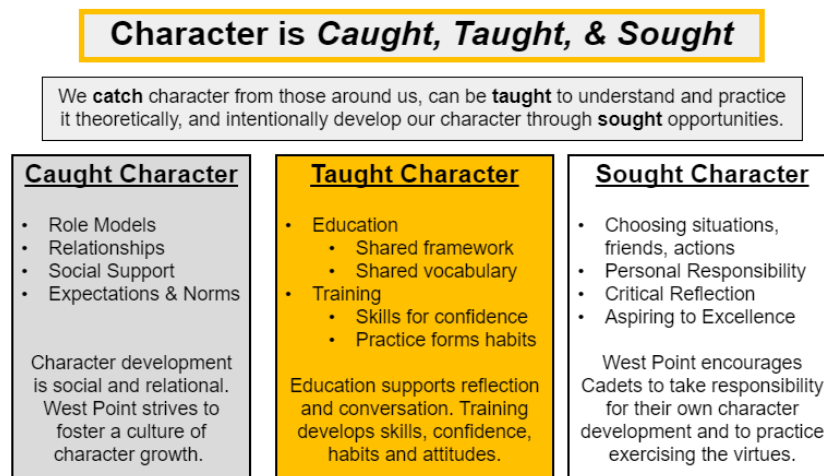 Character is Caught, Taught, & Sought
We catch character from those around us, can be taught to understand and practice
it theoretically, and intentionally develop our character through sought opportunities.
Caught Character
• Role Models
• Relationships
• Social Support
• Expectations & Norms
Character development
is social and relational.
West Point strives to
foster a culture of
character growth.
Taught Character
• Education
• Shared framework
• Shared vocabulary
• Training
• Skills for confidence
• Practice forms habits
Education supports reflection
and conversation. Training
develops skills, confidence,
habits and attitudes.
Sought Character
• Choosing situations,
friends, actions
• Personal Responsibility
• Critical Reflection
• Aspiring to Excellence
West Point encourages
Cadets to take responsibility
for their own character
development and to practice
exercising the virtues.